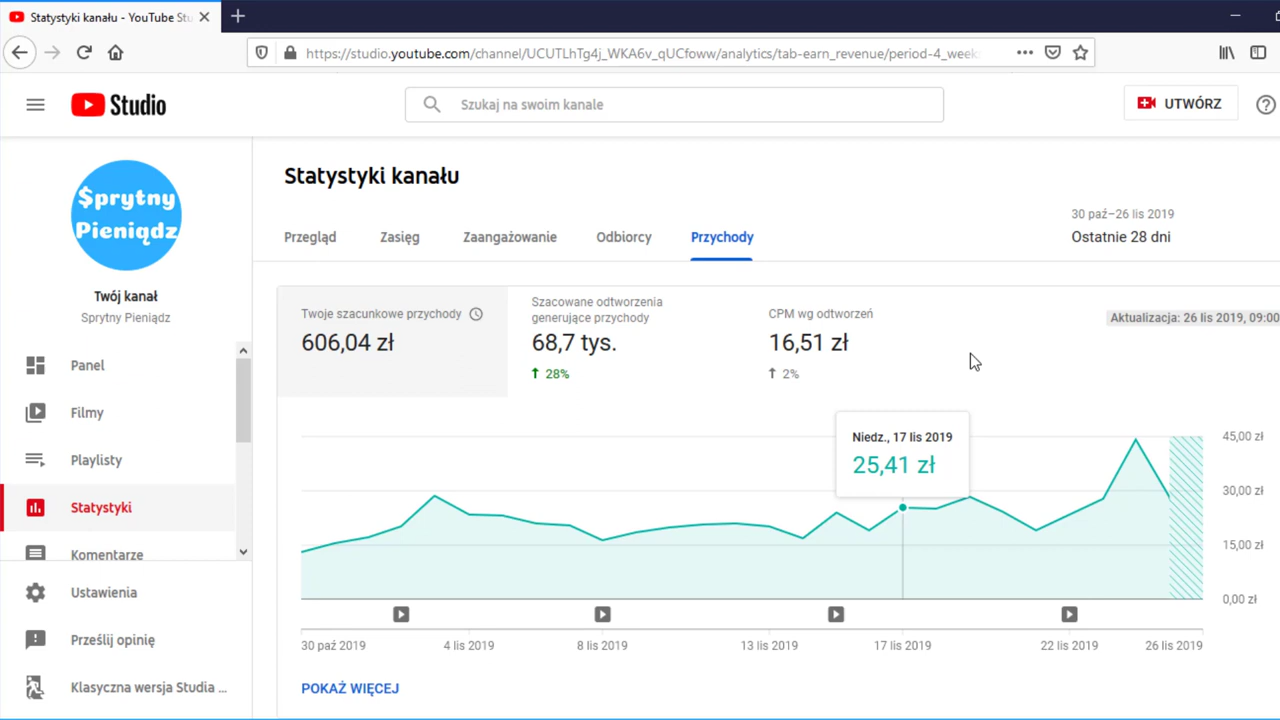 Statystyki kanału - YouTube Stu
https://studio.youtube.com/channel/UCUTLhTg4j_WKA6v_qUCfoww/analytics/tab-earn_revenue/period-4_week
Studio
Szukaj na swoim kanale
UTWÓRZ
$prytny
Pieniądz
Twój kanał
Sprytny Pieniądz
Panel
Filmy
Playlisty
Statystyki
Komentarze
Ustawienia
Prześlij opinię
Klasyczna wersja Studia ...
Statystyki kanału
30 paź–26 lis 2019
Ostatnie 28 dni
Przegląd Zasięg Zaangażowanie Odbiorcy Przychody
Twoje szacunkowe przychody
606,04 zł
Szacowane odtworzenia
generujące przychody
68,7 tys.
28%
CPM wg odtworzeń
16,51 zł
2%
Aktualizacja: 26 lis 2019, 09:00
Niedz., 17 lis 2019
25,41 zł
45,00 zł
30,00 zł
15,00 zł
0,00 zł
30 paź 2019 4 lis 2019 8 lis 2019 13 lis 2019 17 lis 2019 22 lis 2019 26 lis 2019
POKAŻ WIĘCEJ